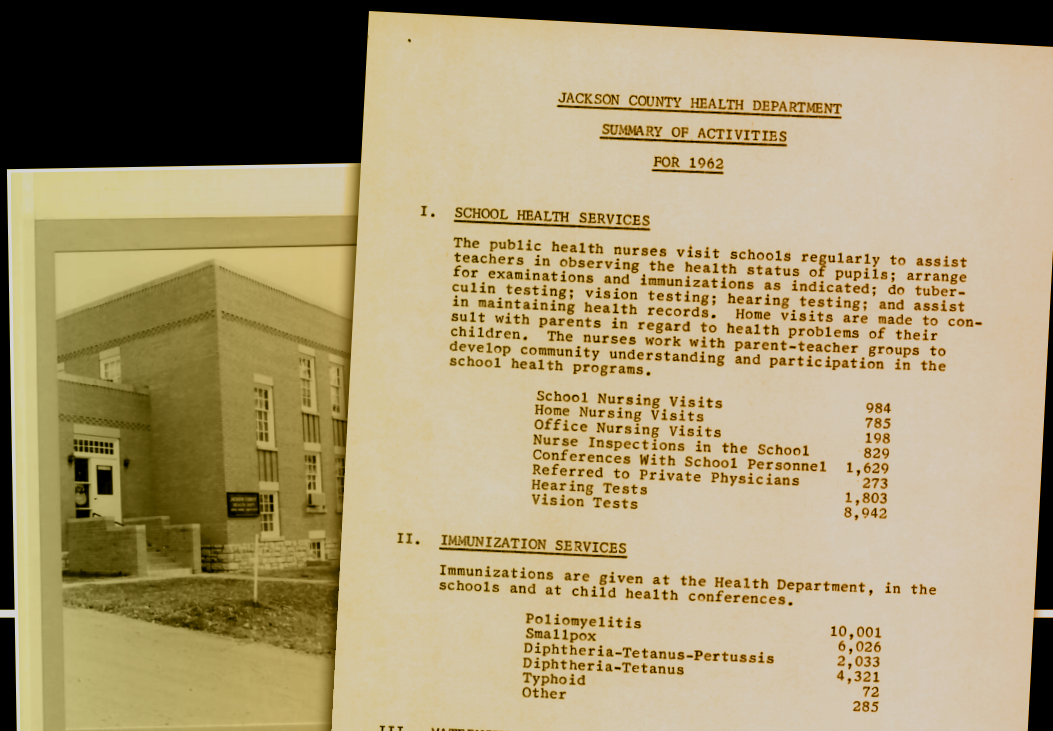 JACKSON COUNTY HEALTH DEPARTMENT
SUMMARY OF ACTIVITIES
FOR 1962
I. SCHOOL HEALTH SERVICES
The public health nurses visit schools regularly to assist
teachers in observing the health status of pupils; arrange
for examinations and immunizations as indicated; do tuber-
culin testing; vision testing; hearing testing; and assist
in maintaining health records. Home visits are made to con-
sult with parents in regard to health problems of their
children. The nurses work with parent-teacher groups to
develop community understanding and participation in the
school health programs.
School Nursing Visits 984
Home Nursing Visits 785
Office Nursing Visits 198
Nurse Inspections in the School 829
Conferences With School Personnel 1,629
Referred to Private Physicians 273
Hearing Tests 1,803
Vision Tests 8,942
II. IMMUNIZATION SERVICES
Immunizations are given at the Health Department, in the
schools and at child health conferences.
Poliomyelitis 10,001
Smallpox 6,026
Diphtheria-Tetanus-Pertussis 2,033
Diphtheria-Tetanus 4,321
Typhoid 72
Other 285
III.
JACKSON COUNTY
HEALTH DEPT.